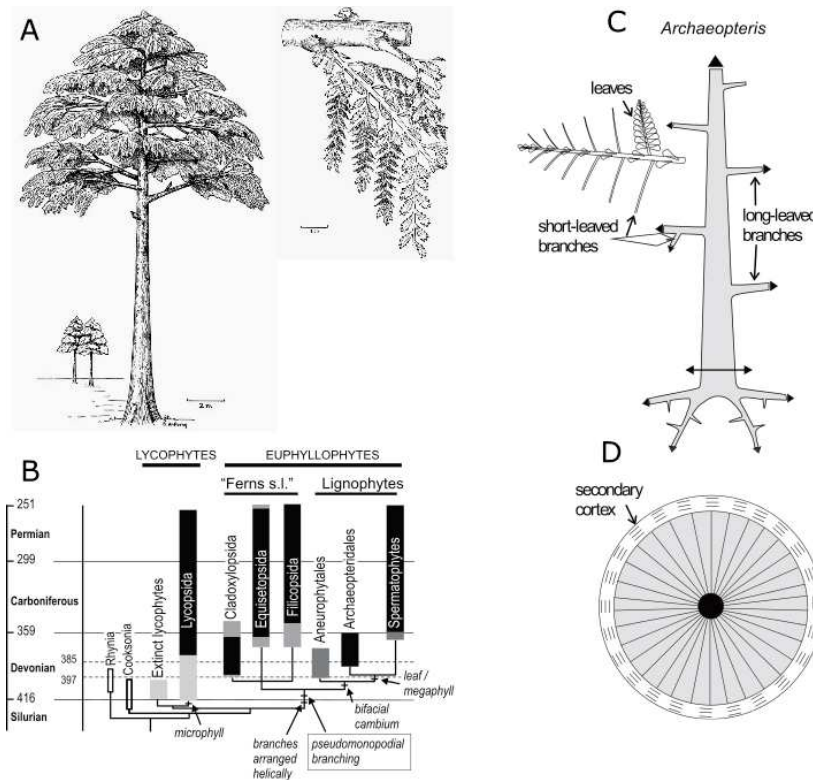 A
2 m.
1 c.
C
Archaeopteris
leaves
short-leaved
branches
long-leaved
branches
B
LYCOPHYTES
EUPHYLLOPHYTES
"Ferns s.l."
Lignophytes
251
Permian
299
Carboniferous
359
Devonian
385
397
416
Silurian
Rhynia
Cooksonia
Extinct lycophytes
Lycopsida
Cladoxylopsida
Equisetopsida
Filicopsida
Aneurophytales
Archaeopteridales
Spermatophytes
microphyll
branches
arranged
helically
pseudomonopodial
branching
bifacial
cambium
leaf /
megaphyll
D
secondary
cortex